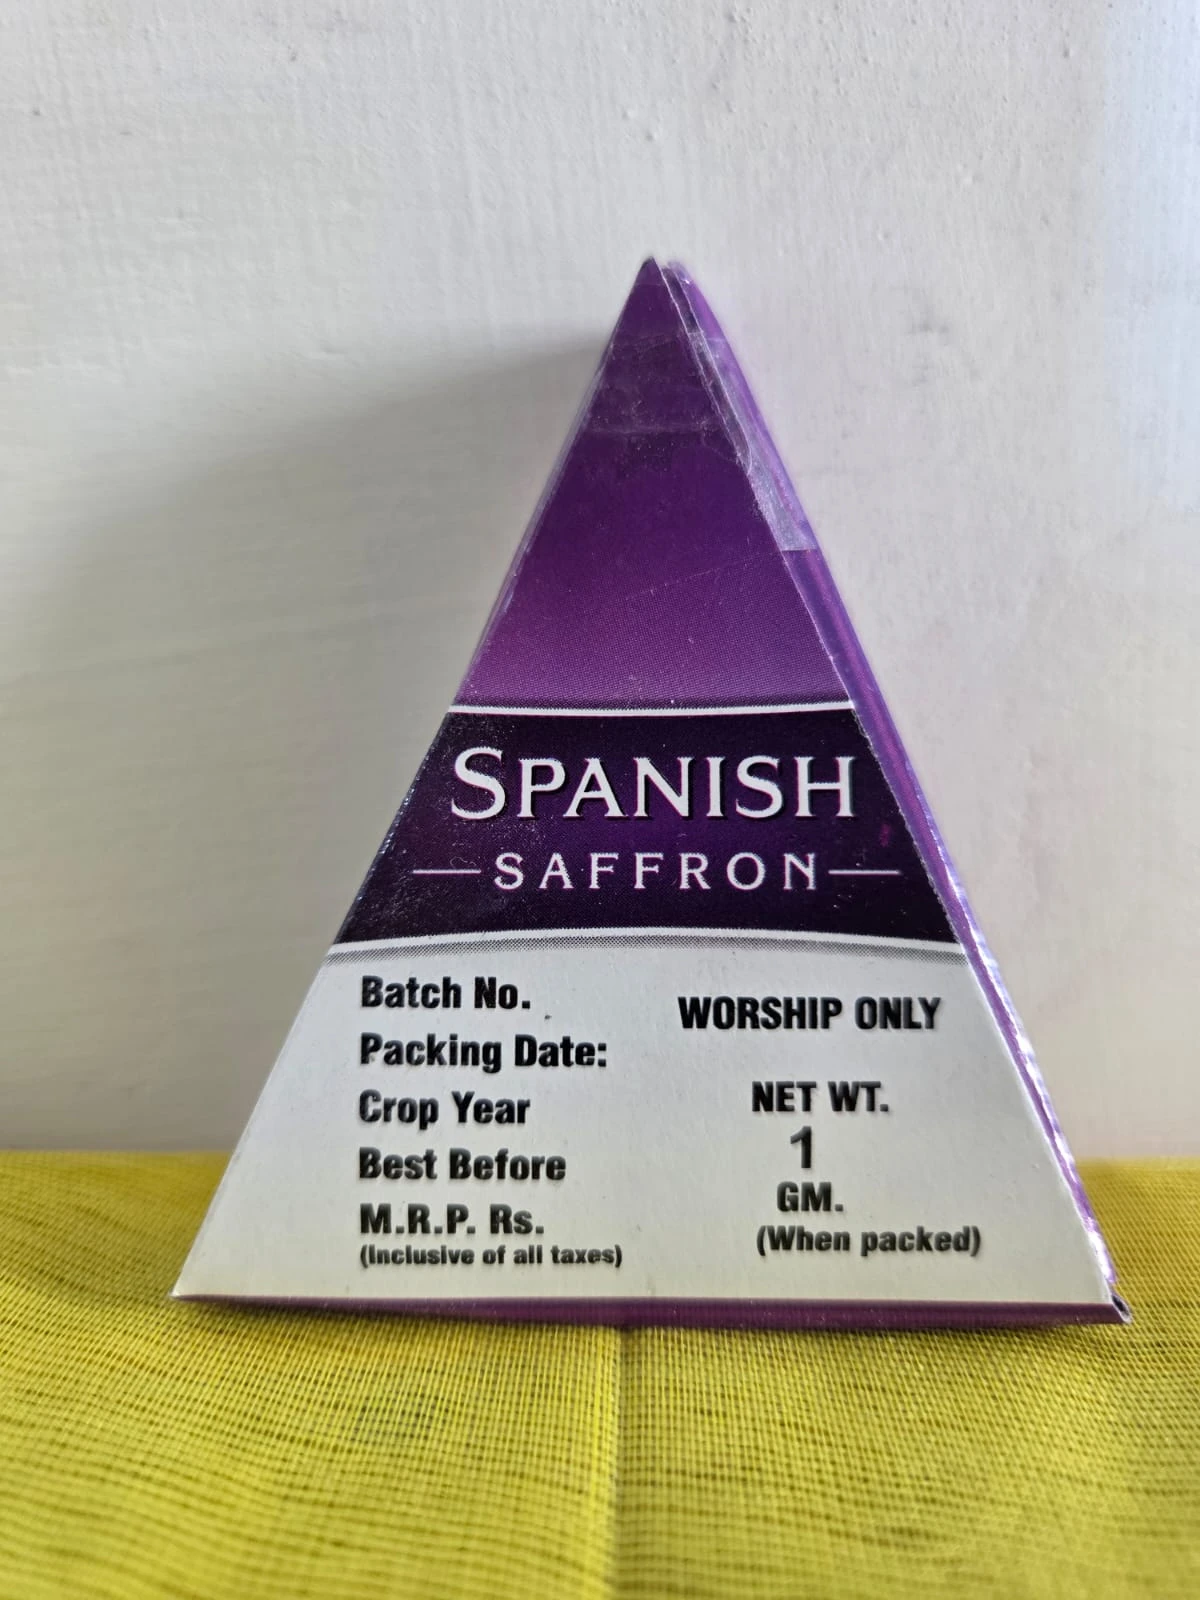 SPANISH
SAFFRON
Batch No.
Packing Date:
Crop Year
Best Before
M.R.P. Rs.
(Inclusive of all taxes)
WORSHIP ONLY
NET WT.
1
GM.
(When packed)